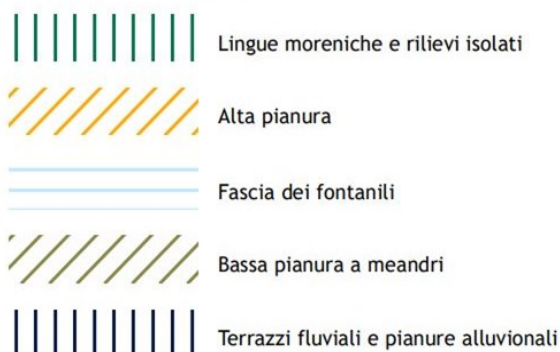 Lingue moreniche e rilievi isolati
Alta pianura
Fascia dei fontanili
Bassa pianura a meandri
Terrazzi fluviali e pianure alluvionali